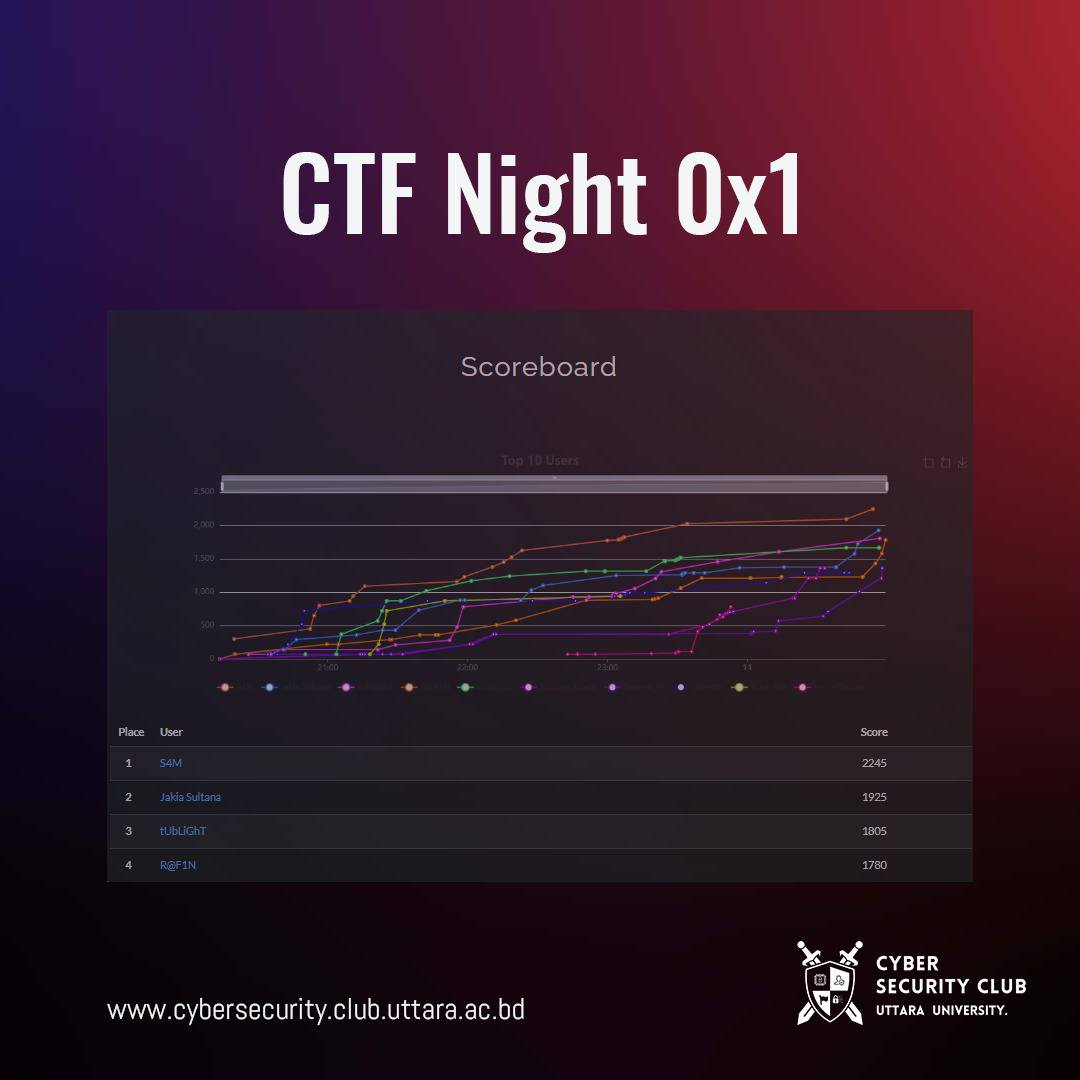 CTF Night 0x1
Scoreboard
Top 10 Users
2,500
2,000
1,500
1,000
500
0
21:00 22:00 23:00 11
Place User Score
1 S4M 2245
2 Jakia Sultana 1925
3 tUbLiGhT 1805
4 R@F1N 1780
www.cybersecurity.club.uttara.ac.bd
CYBER
SECURITY CLUB
UTTARA UNIVERSITY.